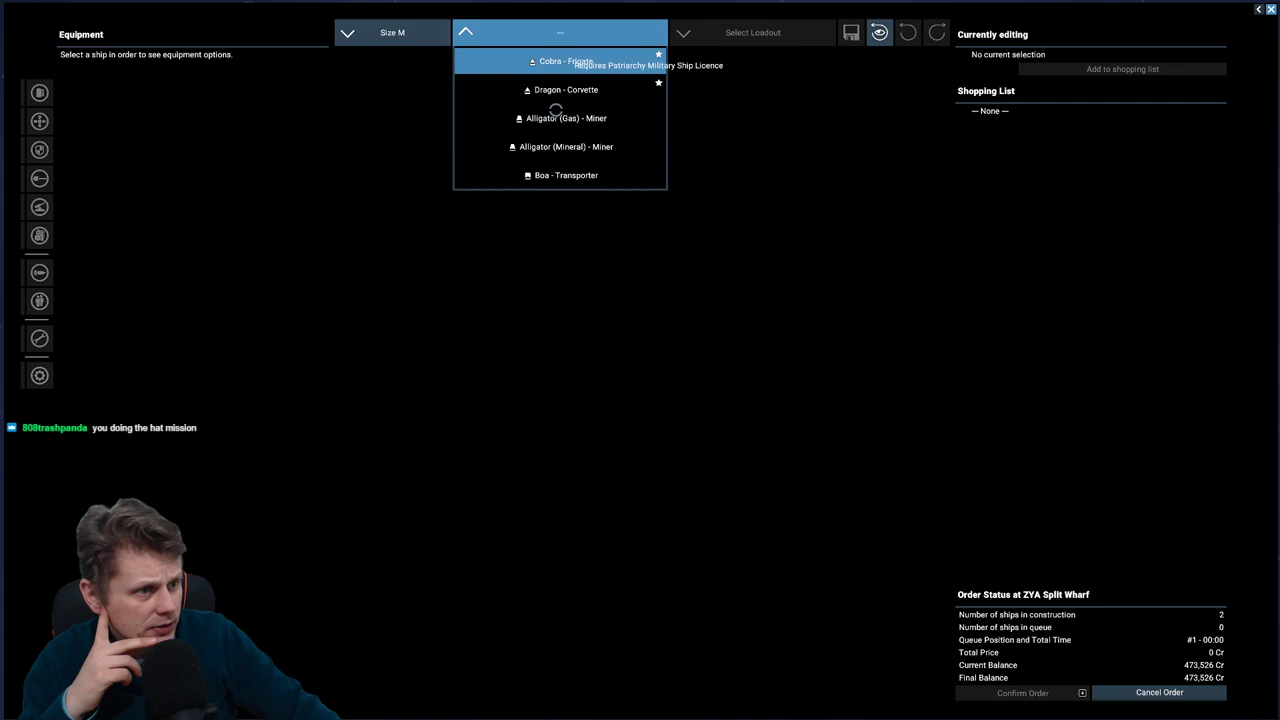 Equipment
Select a ship in order to see equipment options.
Size M
---
Select Loadout
Cobra - Frigate
Requires Patriarchy Military Ship Licence
Dragon - Corvette
Alligator (Gas) - Miner
Alligator (Mineral) - Miner
Boa - Transporter
Currently editing
No current selection
Add to shopping list
Shopping List
— None —
808trashpanda you doing the hat mission
Order Status at ZYA Split Wharf
Number of ships in construction 2
Number of ships in queue 0
Queue Position and Total Time #1 - 00:00
Total Price 0 Cr
Current Balance 473,526 Cr
Final Balance 473,526 Cr
Confirm Order
Cancel Order